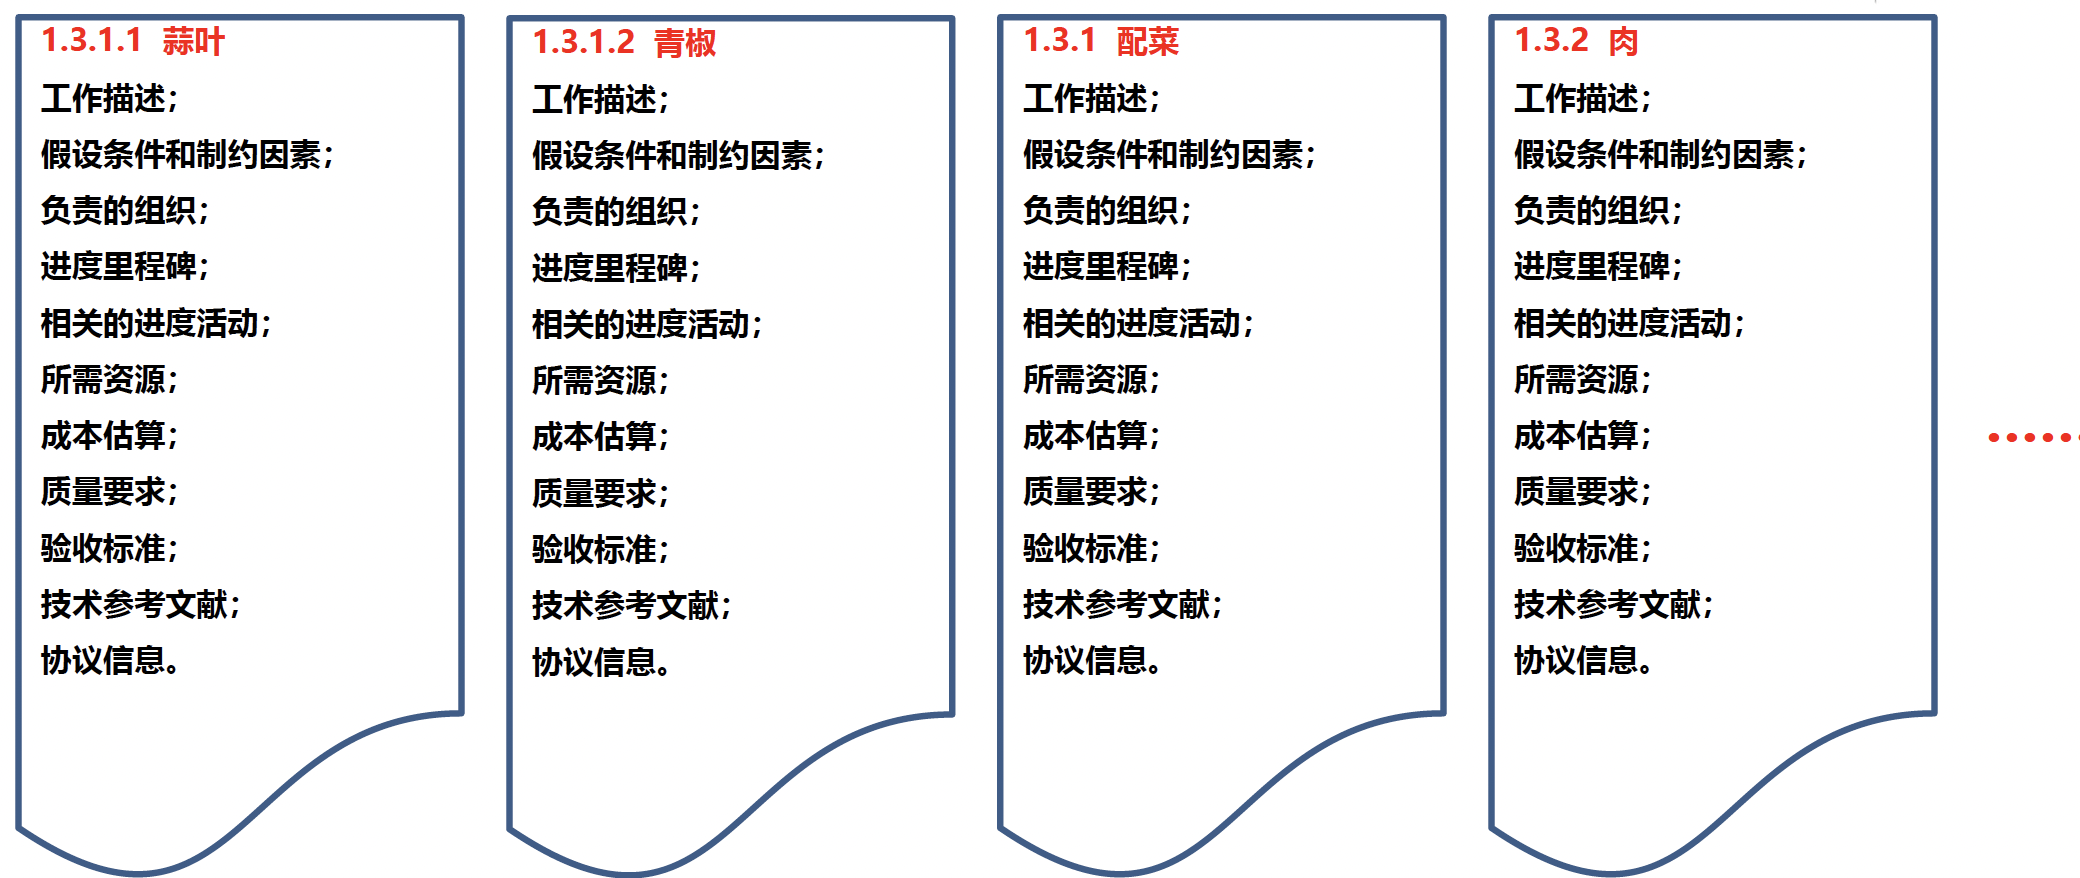 1.3.1.1 蒜叶
工作描述；
假设条件和制约因素；
负责的组织；
进度里程碑；
相关的进度活动；
所需资源；
成本估算；
质量要求；
验收标准；
技术参考文献；
协议信息。
1.3.1.2 青椒
工作描述；
假设条件和制约因素；
负责的组织；
进度里程碑；
相关的进度活动；
所需资源；
成本估算；
质量要求；
验收标准；
技术参考文献；
协议信息。
1.3.1 配菜
工作描述；
假设条件和制约因素；
负责的组织；
进度里程碑；
相关的进度活动；
所需资源；
成本估算；
质量要求；
验收标准；
技术参考文献；
协议信息。
1.3.2 肉
工作描述；
假设条件和制约因素；
负责的组织；
进度里程碑；
相关的进度活动；
所需资源；
成本估算；
质量要求；
验收标准；
技术参考文献；
协议信息。
……